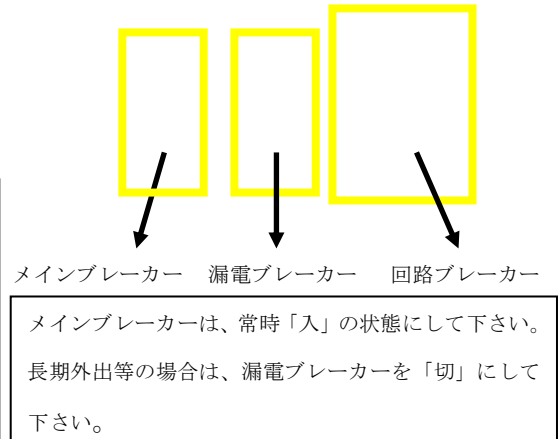 メインブレーカー 漏電ブレーカー 回路ブレーカー
メインブレーカーは、常時「入」の状態にして下さい。
長期外出等の場合は、漏電ブレーカーを「切」にして
下さい。